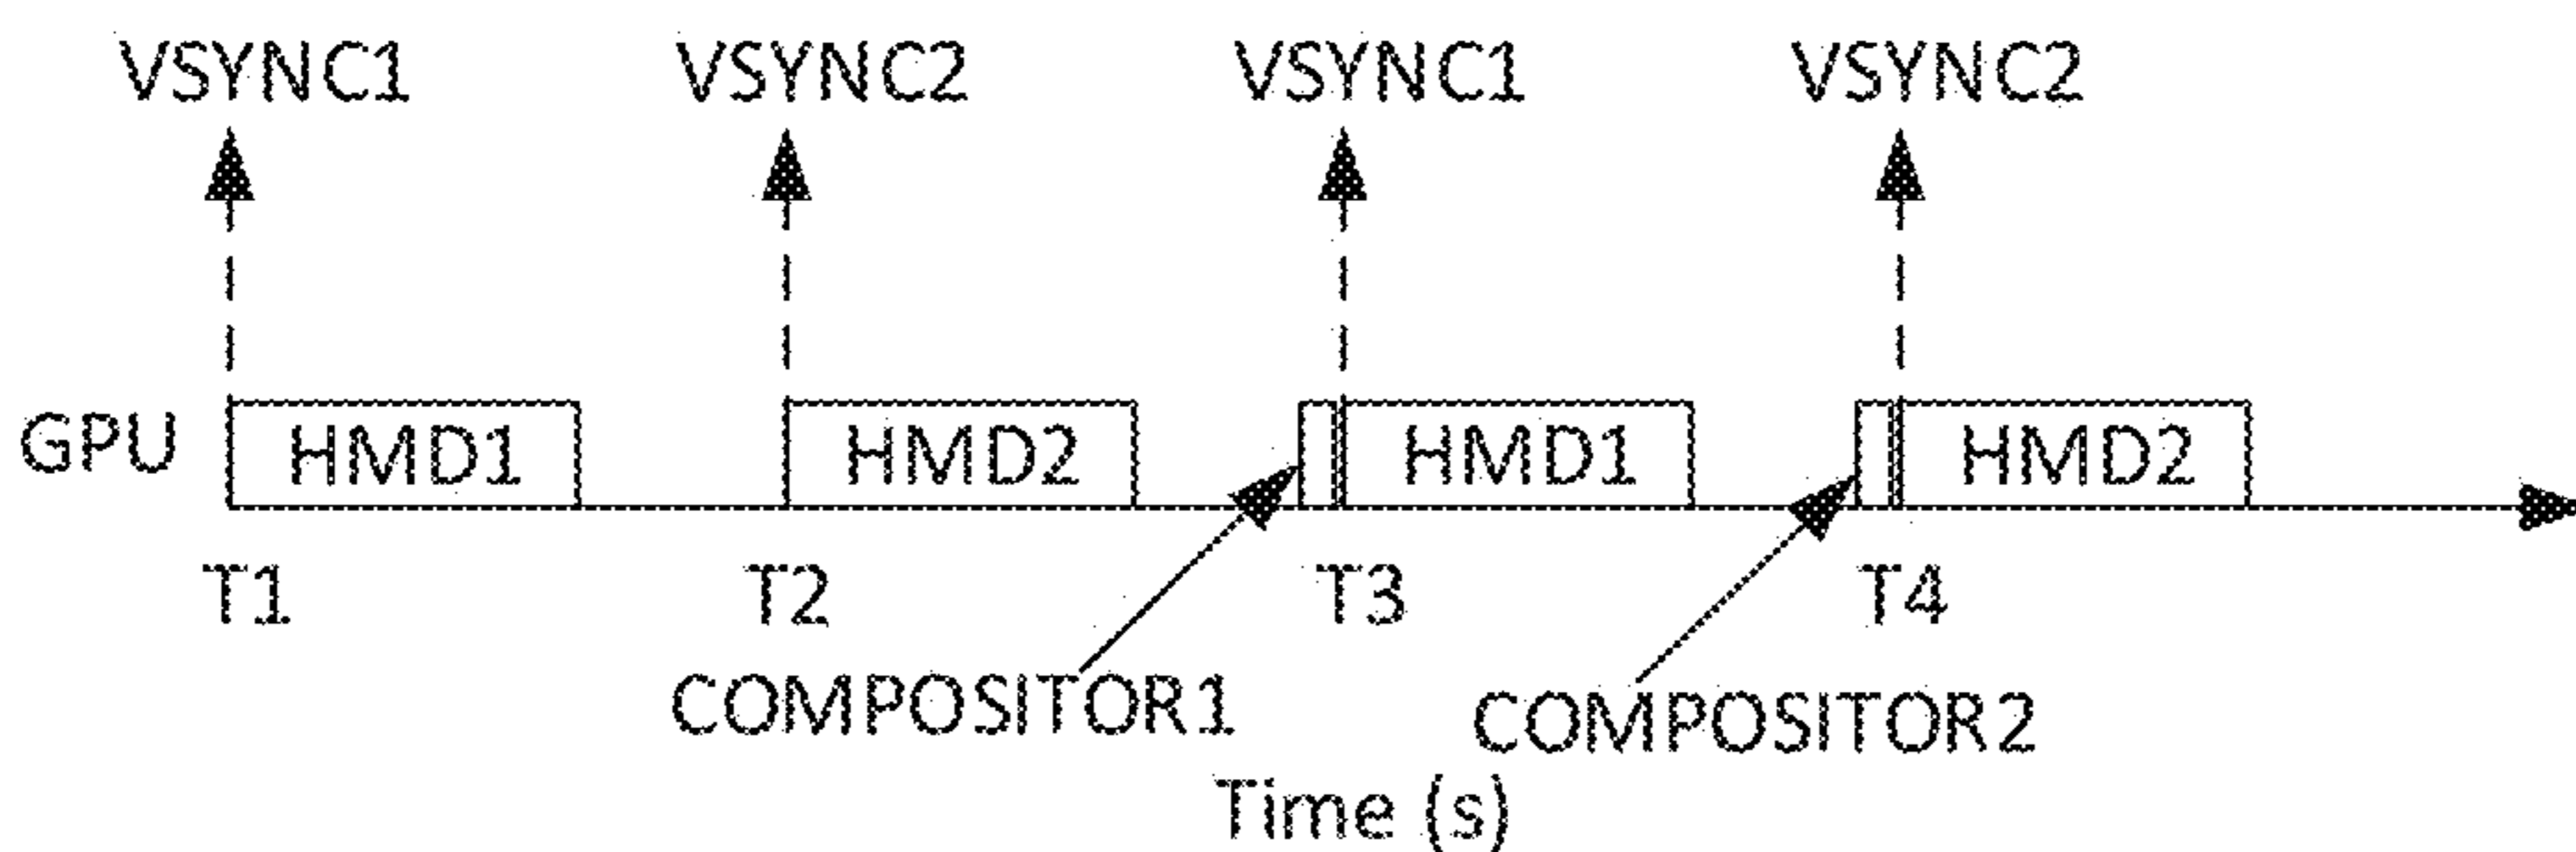 VSYNC1 VSYNC2 VSYNC1 VSYNC2
GPU HMD1 HMD2 HMD1 HMD2
T1 T2 T3 T4
COMPOSITOR1 COMPOSITOR2
Time (s)